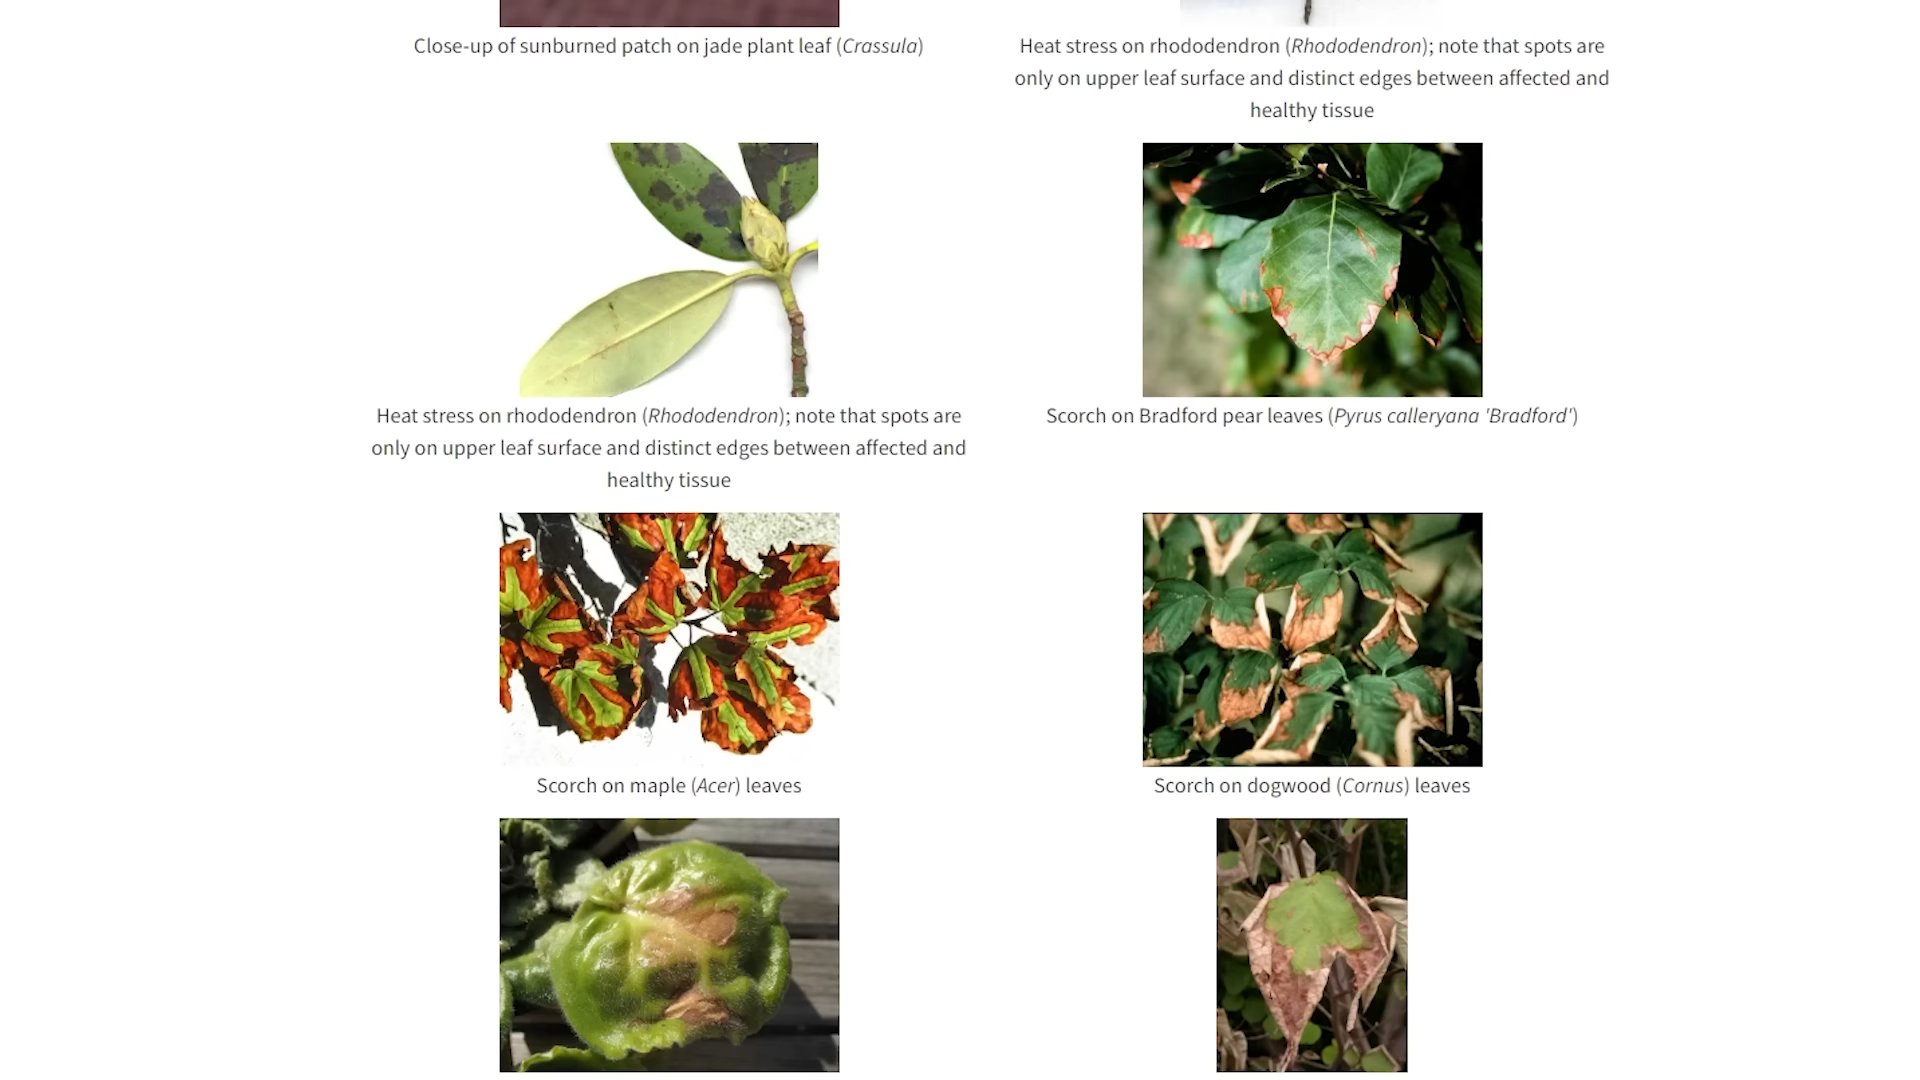 Close-up of sunburned patch on jade plant leaf (Crassula)
Heat stress on rhododendron (Rhododendron); note that spots are
only on upper leaf surface and distinct edges between affected and
healthy tissue
Heat stress on rhododendron (Rhododendron); note that spots are
only on upper leaf surface and distinct edges between affected and
healthy tissue
Scorch on Bradford pear leaves (Pyrus calleryana 'Bradford')
Scorch on maple (Acer) leaves
Scorch on dogwood (Cornus) leaves